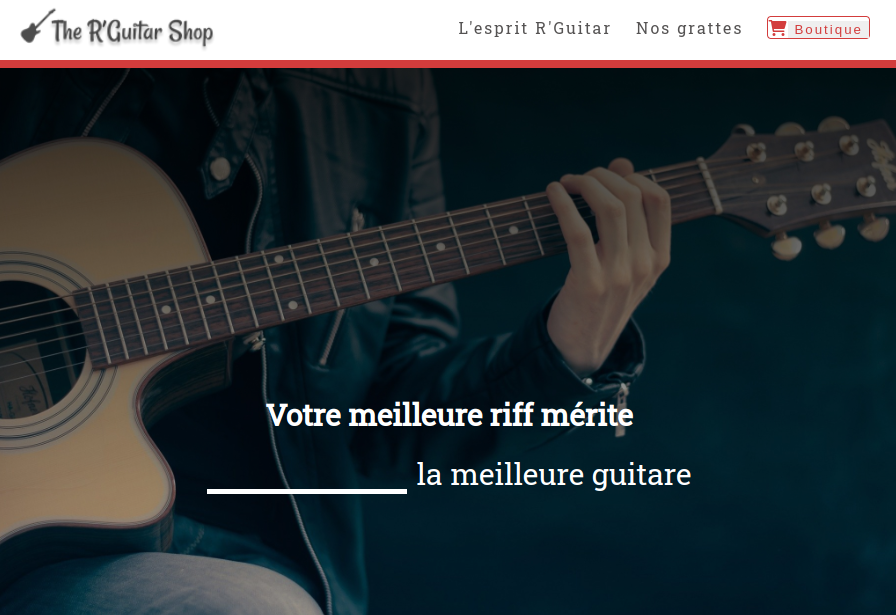 The R'Guitar Shop
L'esprit R'Guitar
Nos grattes
Boutique
Votre meilleure riff mérite
la meilleure guitare